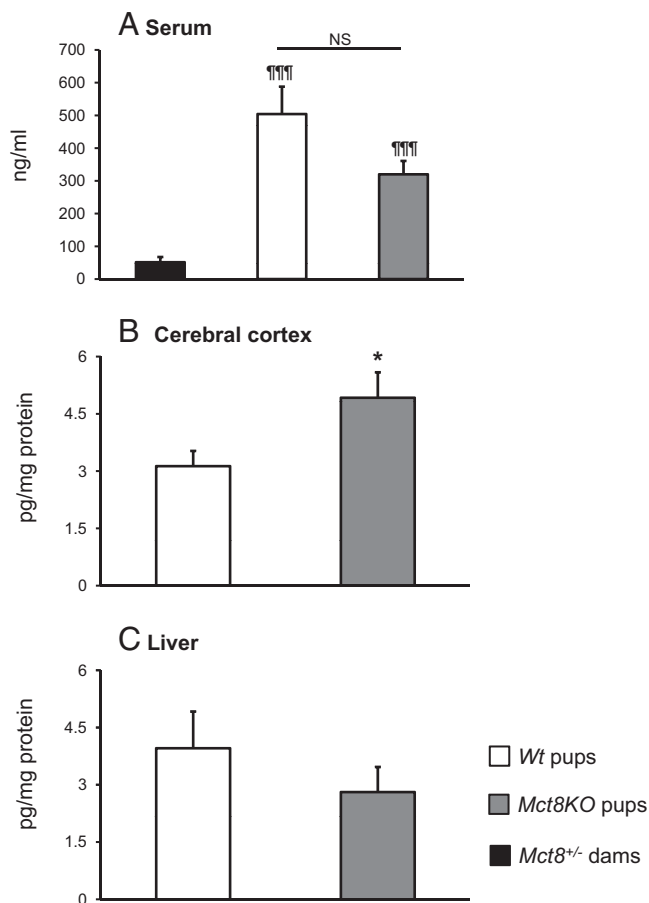 A Serum
NS
700
600
500
400
300
200
100
0
ng/ml
¶¶¶
¶¶¶
B Cerebral cortex
6
4.5
3
1.5
0
pg/mg protein
*
C Liver
6
4.5
3
1.5
0
pg/mg protein
Wt pups
Mct8KO pups
Mct8+/- dams